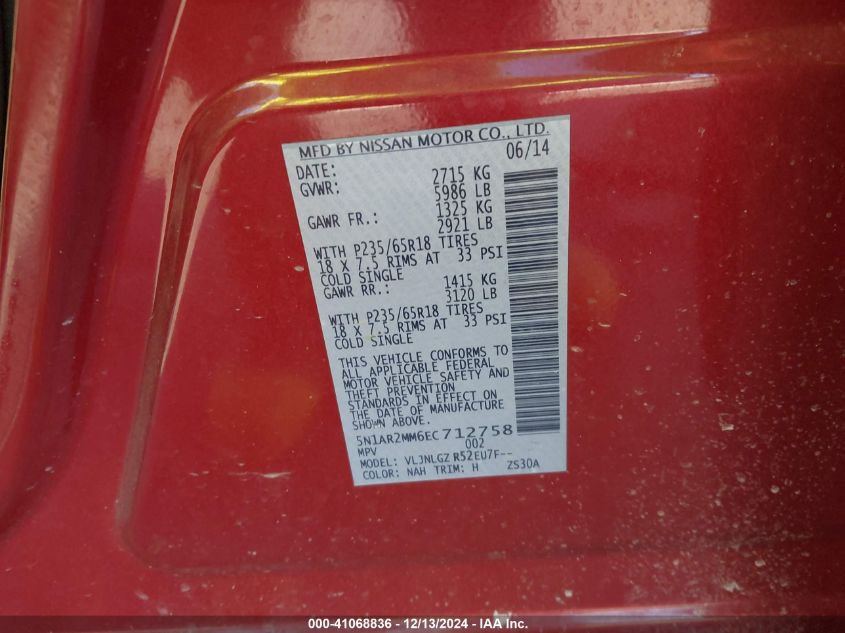 MFD BY NISSAN MOTOR CO., LTD.
DATE: 06/14
GVWR: 2715 KG
5986 LB
GAWR FR.: 1325 KG
2921 LB
WITH P235/65R18 TIRES
18 X 7.5 RIMS AT 33 PSI
COLD SINGLE
GAWR RR.: 1415 KG
3120 LB
WITH P235/65R18 TIRES
18 X 7.5 RIMS AT 33 PSI
COLD SINGLE
THIS VEHICLE CONFORMS TO
ALL APPLICABLE FEDERAL
MOTOR VEHICLE SAFETY AND
THEFT PREVENTION
STANDARDS IN EFFECT ON
THE DATE OF MANUFACTURE
SHOWN ABOVE.
5N1AR2MM6EC712758
MPV 002
MODEL: VLJNLGZ R52EU7F--
COLOR: NAH TRIM: H ZS30A
000-41068836 - 12/13/2024 - IAA Inc.